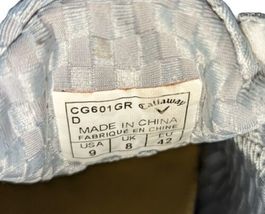 CG601GR Callaway
D
MADE IN CHINA
FABRIQUE EN CHINE
USA UK EU
9 8 42